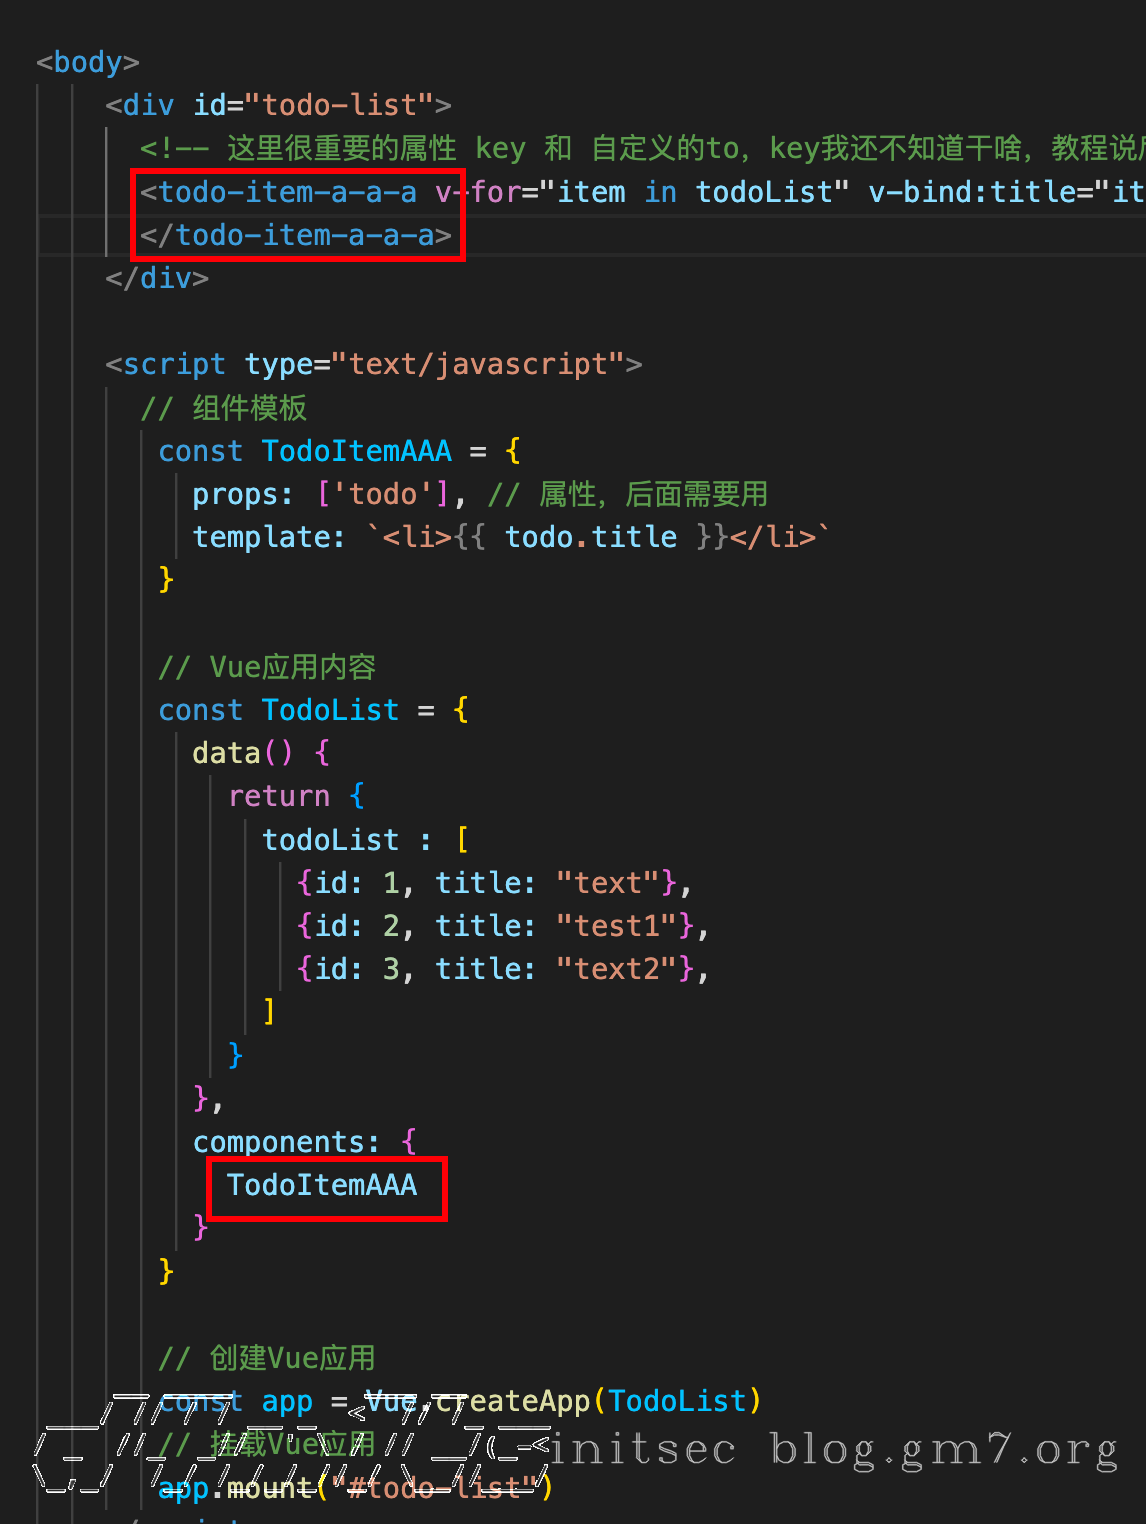 <body>
<div id="todo-list">
<!-- 这里很重要的属性 key 和 自定义的to, key我还不知道干啥, 教程说
<todo-item-a-a-a v-for="item in todoList" v-bind:title="it
</todo-item-a-a-a>
</div>
<script type="text/javascript">
// 组件模板
const TodoItemAAA = {
props: ['todo'], // 属性, 后面需要用
template: `<li>{{ todo.title }}</li>`
}
// Vue应用内容
const TodoList = {
data() {
return {
todoList : [
{id: 1, title: "text"},
{id: 2, title: "test1"},
{id: 3, title: "text2"},
]
}
},
components: {
TodoItemAAA
}
}
// 创建Vue应用
const app = Vue.createApp(TodoList)
// 挂载Vue应用
initsec blog.gm7.org
app.mount("#todo-list")